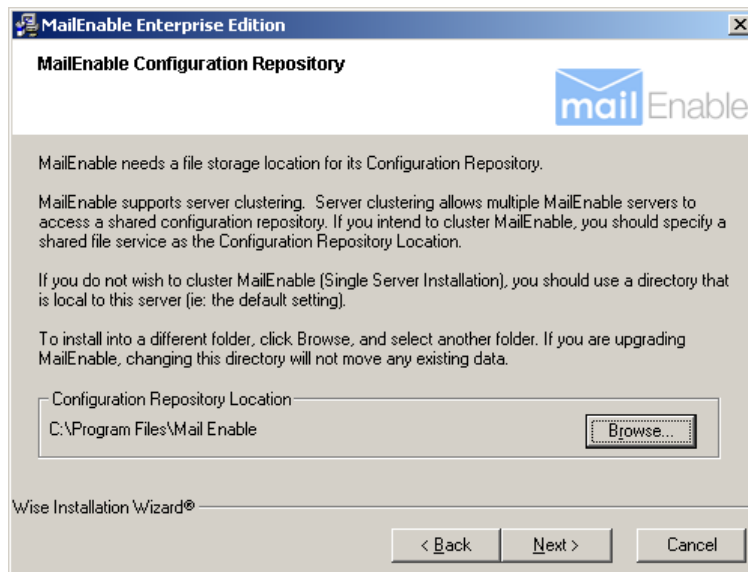 MailEnable Enterprise Edition
MailEnable Configuration Repository
mail Enable
MailEnable needs a file storage location for its Configuration Repository.
MailEnable supports server clustering. Server clustering allows multiple MailEnable servers to
access a shared configuration repository. If you intend to cluster MailEnable, you should specify a
shared file service as the Configuration Repository Location.
If you do not wish to cluster MailEnable (Single Server Installation), you should use a directory that
is local to this server (ie: the default setting).
To install into a different folder, click Browse, and select another folder. If you are upgrading
MailEnable, changing this directory will not move any existing data.
Configuration Repository Location
C:\Program Files\Mail Enable
Browse...
Wise Installation Wizard®
< Back
Next >
Cancel